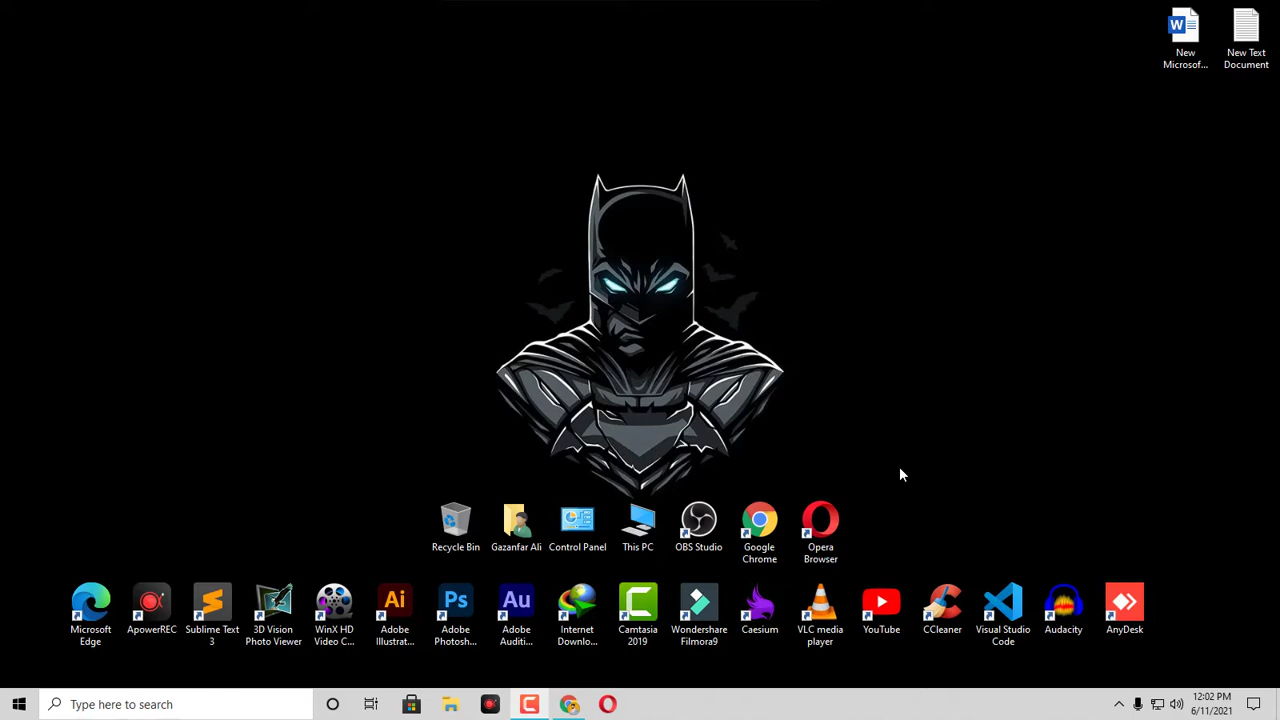 New
Microsof...
New Text
Document
Recycle Bin
Gazanfar Ali
Control Panel
This PC
OBS Studio
Google
Chrome
Opera
Browser
Microsoft
Edge
ApowerREC
Sublime Text
3
3D Vision
Photo Viewer
WinX HD
Video C...
Ai
Adobe
Illustrat...
Ps
Adobe
Photosh...
Au
Adobe
Auditi...
Internet
Downlo...
Camtasia
2019
Wondershare
Filmora9
Caesium
VLC media
player
YouTube
CCleaner
Visual Studio
Code
Audacity
AnyDesk
Type here to search
12:02 PM
6/11/2021